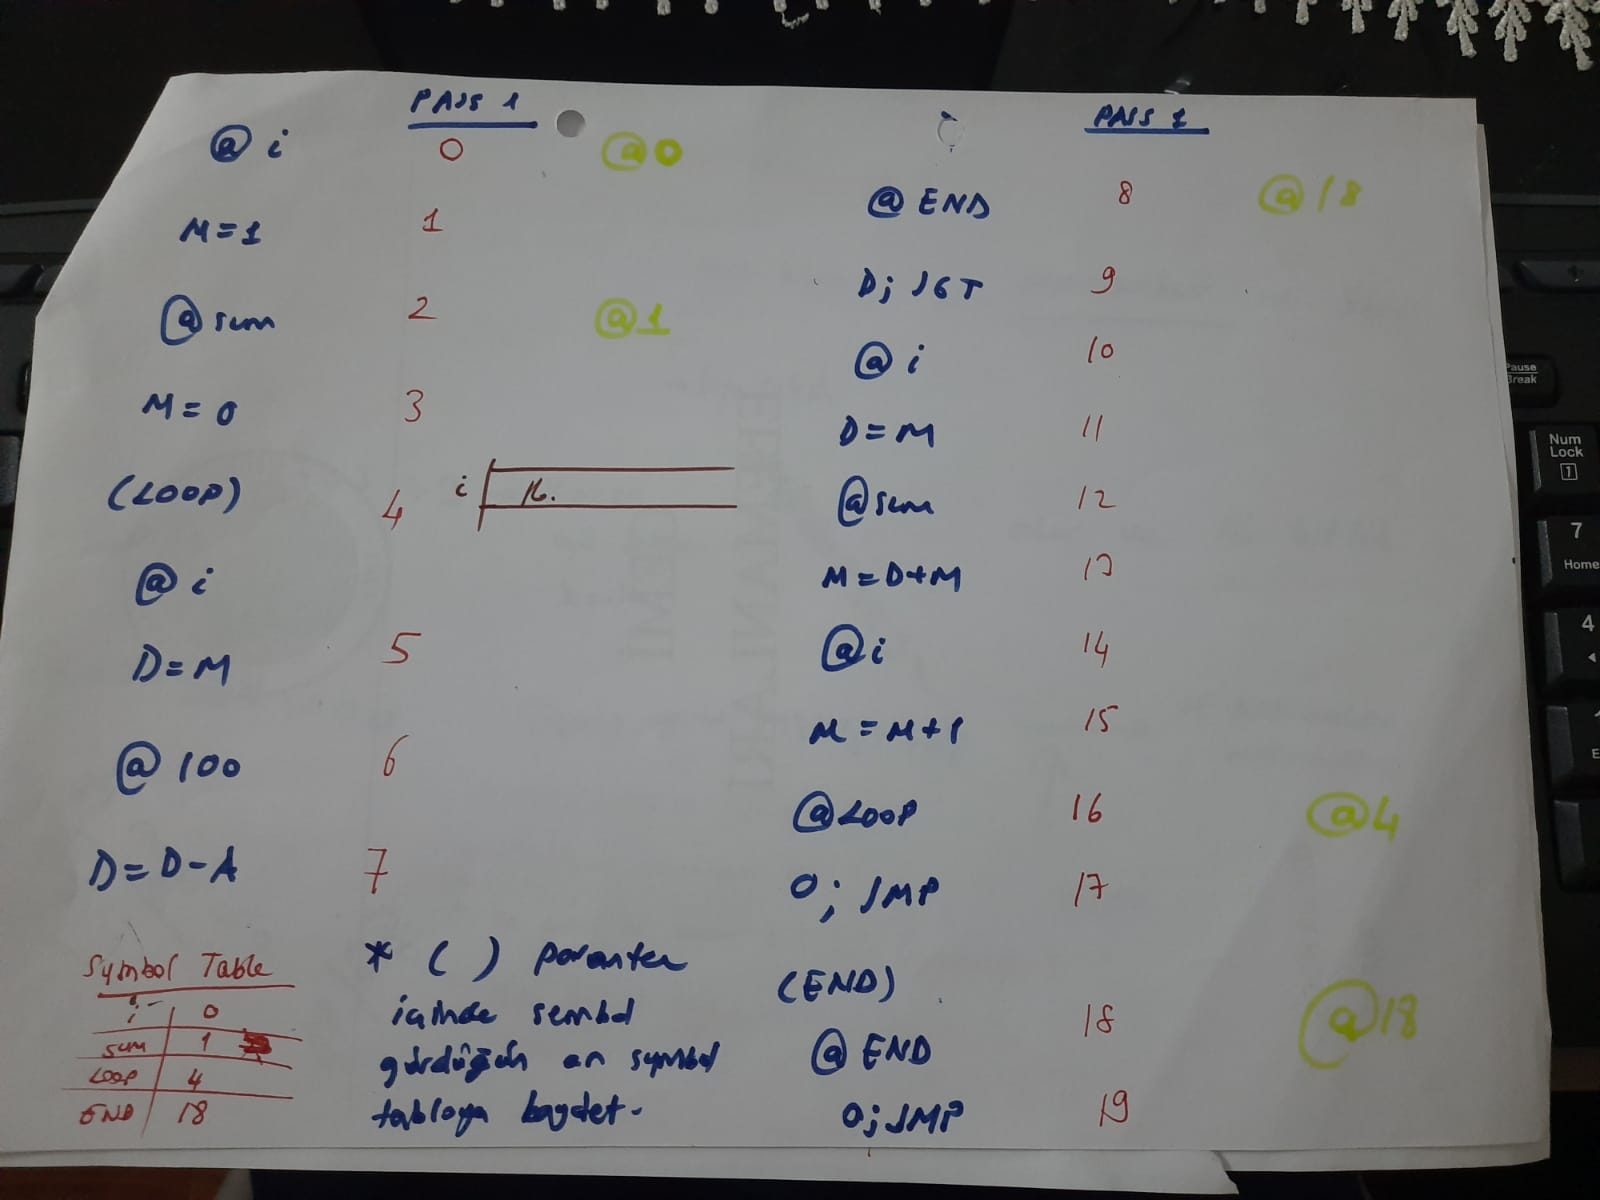 PASS 1
@ i 0 @0
M=1 1
@ sum 2 @1
M=0 3
(LOOP) 4 i 16.
@ i
D=M 5
@ 100 6
D=D-A 7
Symbol Table
i 0
sum 1
LOOP 4
END 18
* ( ) parantez
içinde sembol
gördüğün an symbol
tabloya kaydet.
PASS 1
@ END 8 @18
D; JGT 9
@ i 10
D=M 11
@ sum 12
M=D+M 13
@ i 14
M=M+1 15
@LOOP 16 @4
0; JMP 17
(END)
@ END 18 @18
0; JMP 19
Pause
Break
Num
Lock
1
7
Home
4